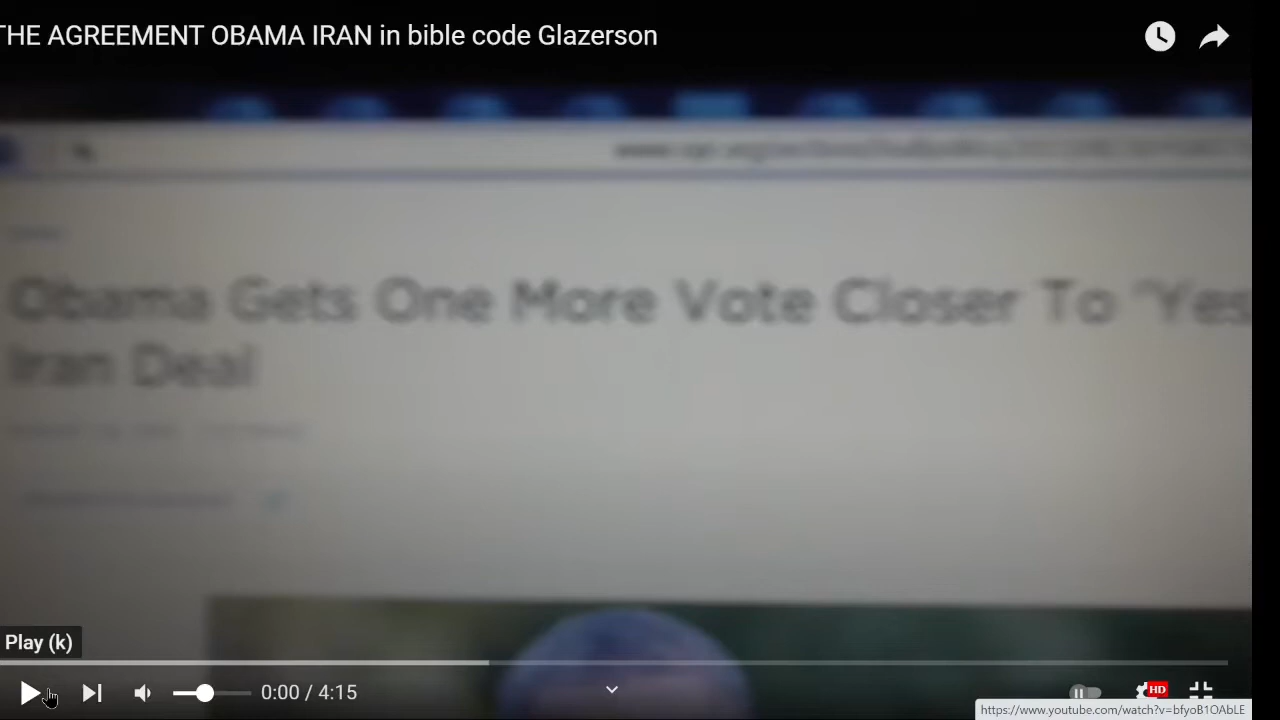 THE AGREEMENT OBAMA IRAN in bible code Glazerson
Obama Gets One More Vote Closer To "Yes
Iran Deal
Play (k)
0:00 / 4:15
HD
https://www.youtube.com/watch?v=bfyoB1OAbLE